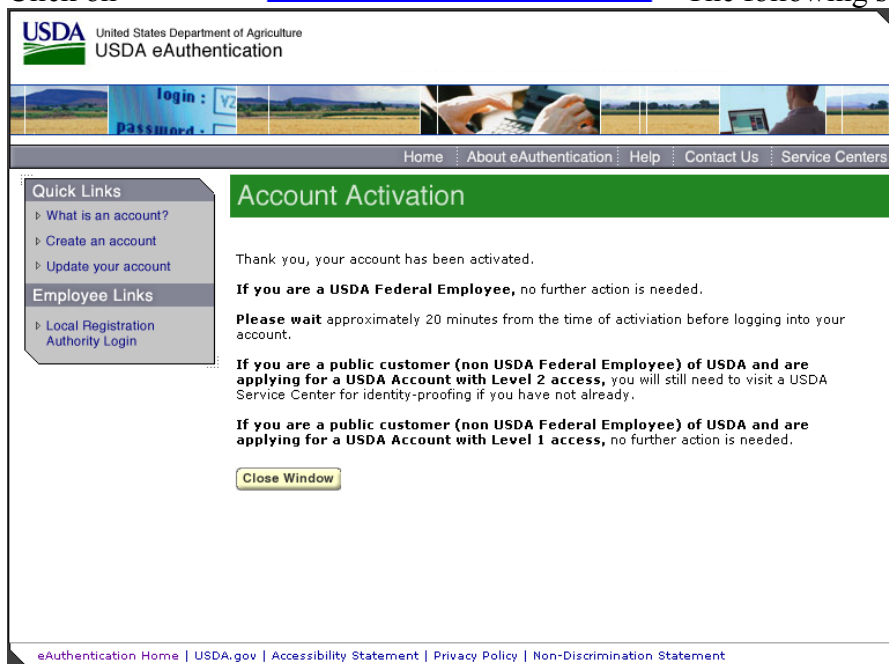 USDA United States Department of Agriculture
USDA eAuthentication
login :
password :
Home About eAuthentication Help Contact Us Service Centers
Quick Links
What is an account?
Create an account
Update your account
Employee Links
Local Registration
Authority Login
Account Activation
Thank you, your account has been activated.
If you are a USDA Federal Employee, no further action is needed.
Please wait approximately 20 minutes from the time of activiation before logging into your
account.
If you are a public customer (non USDA Federal Employee) of USDA and are
applying for a USDA Account with Level 2 access, you will still need to visit a USDA
Service Center for identity-proofing if you have not already.
If you are a public customer (non USDA Federal Employee) of USDA and are
applying for a USDA Account with Level 1 access, no further action is needed.
Close Window
eAuthentication Home | USDA.gov | Accessibility Statement | Privacy Policy | Non-Discrimination Statement